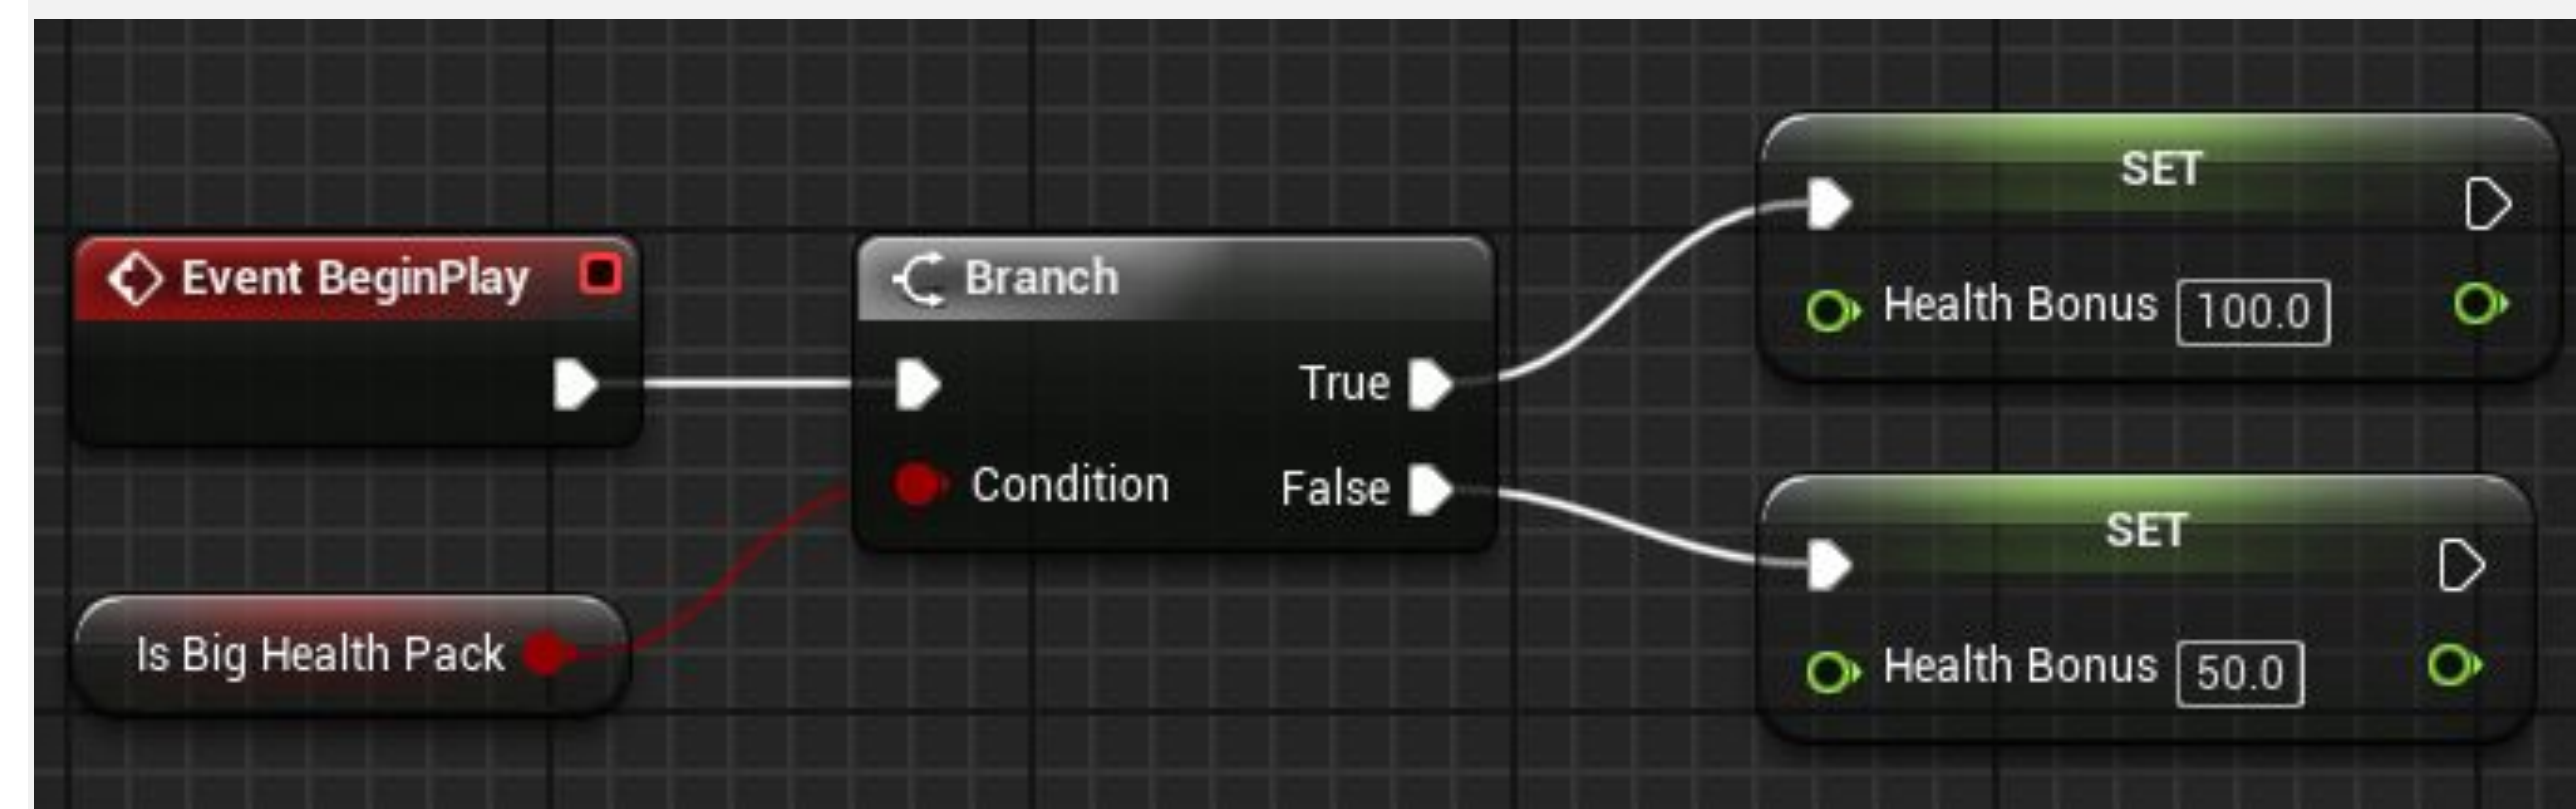 Event BeginPlay
Is Big Health Pack
Branch
True
Condition
False
SET
Health Bonus 100.0
SET
Health Bonus 50.0